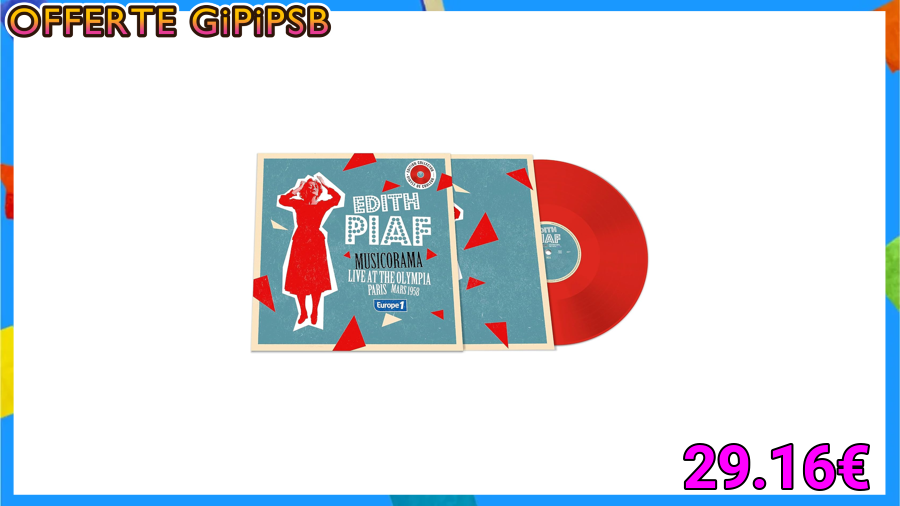 OFFERTE GiPiPSB
EDITH
PIAF
MUSICORAMA
LIVE AT THE OLYMPIA
PARIS MARS 1958
Europe 1
29.16€